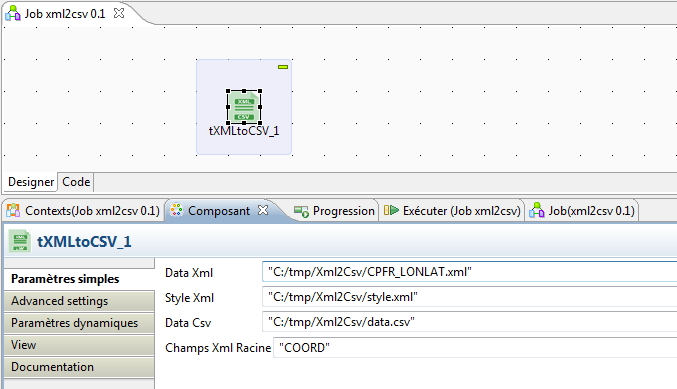 Job xml2csv 0.1
XML
CSV
tXMLtoCSV_1
Designer Code
Contexts(Job xml2csv 0.1) Composant Progression Exécuter (Job xml2csv) Job(xml2csv 0.1)
tXMLtoCSV_1
Paramètres simples
Advanced settings
Paramètres dynamiques
View
Documentation
Data Xml "C:/tmp/Xml2Csv/CPFR_LONLAT.xml"
Style Xml "C:/tmp/Xml2Csv/style.xml"
Data Csv "C:/tmp/Xml2Csv/data.csv"
Champs Xml Racine "COORD"